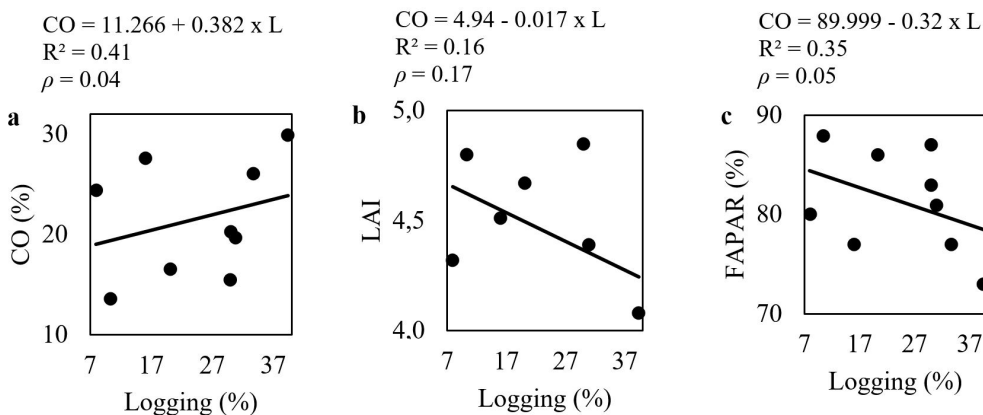 CO = 11.266 + 0.382 x L
R² = 0.41
ρ = 0.04
a
30
20
10
CO (%)
7 17 27 37
Logging (%)
CO = 4.94 - 0.017 x L
R² = 0.16
ρ = 0.17
b
5,0
4.5
4.0
LAI
7 17 27 37
Logging (%)
CO = 89.999 - 0.32 x L
R² = 0.35
ρ = 0.05
c
90
80
70
FAPAR (%)
7 17 27 37
Logging (%)